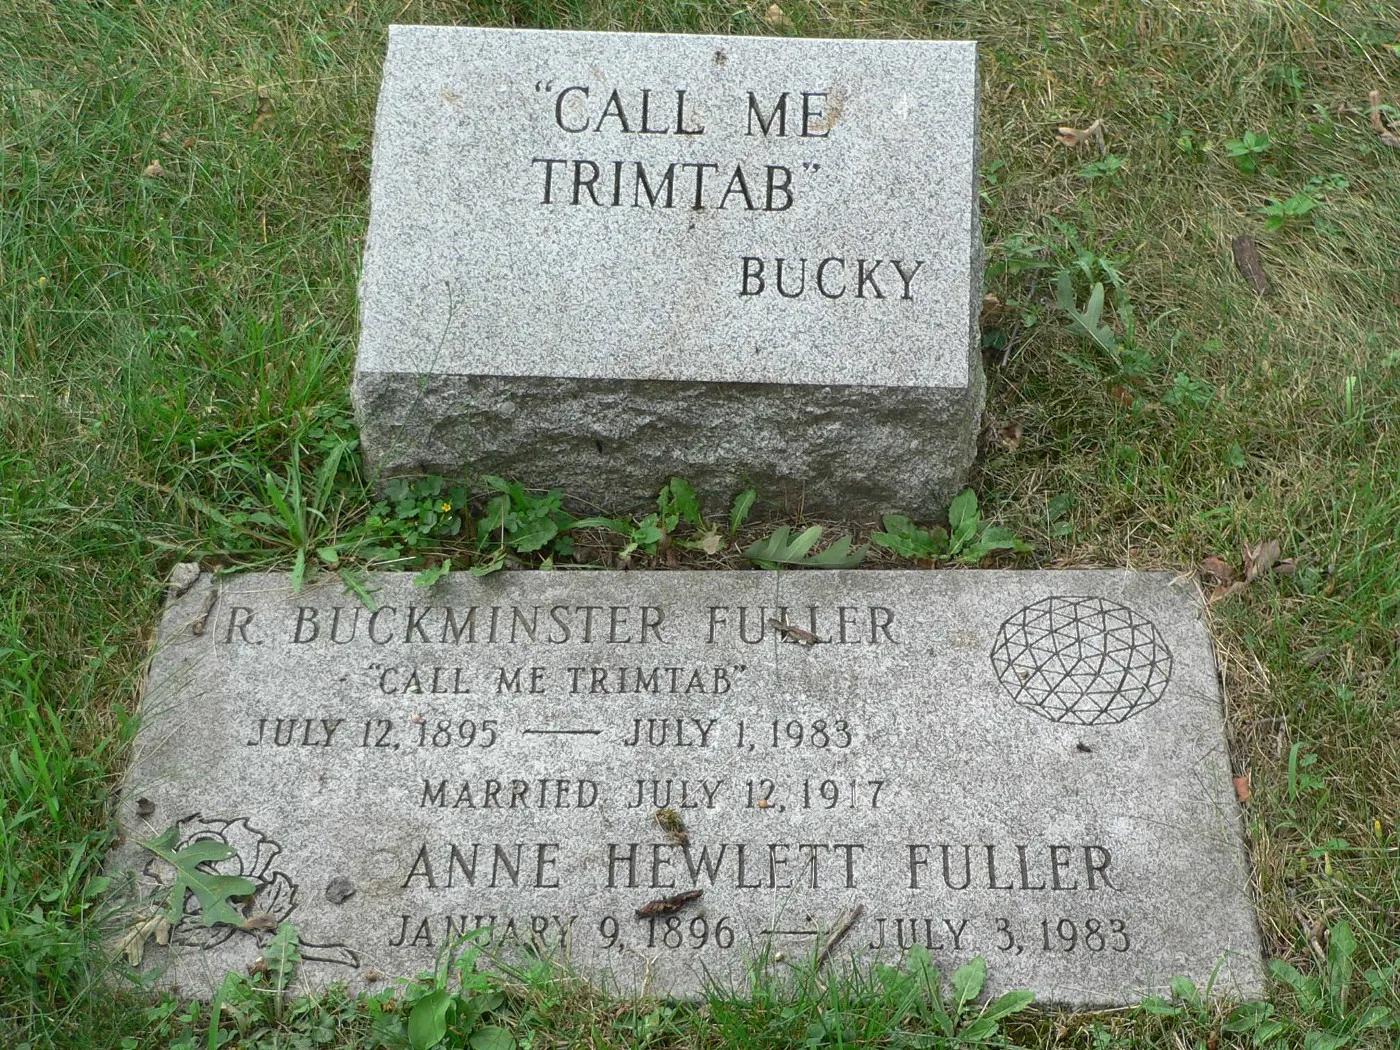 “CALL ME
TRIMTAB”
BUCKY
R. BUCKMINSTER FULLER
“CALL ME TRIMTAB”
JULY 12, 1895 — JULY 1, 1983
MARRIED JULY 12, 1917
ANNE HEWLETT FULLER
JANUARY 9, 1896 — JULY 3, 1983